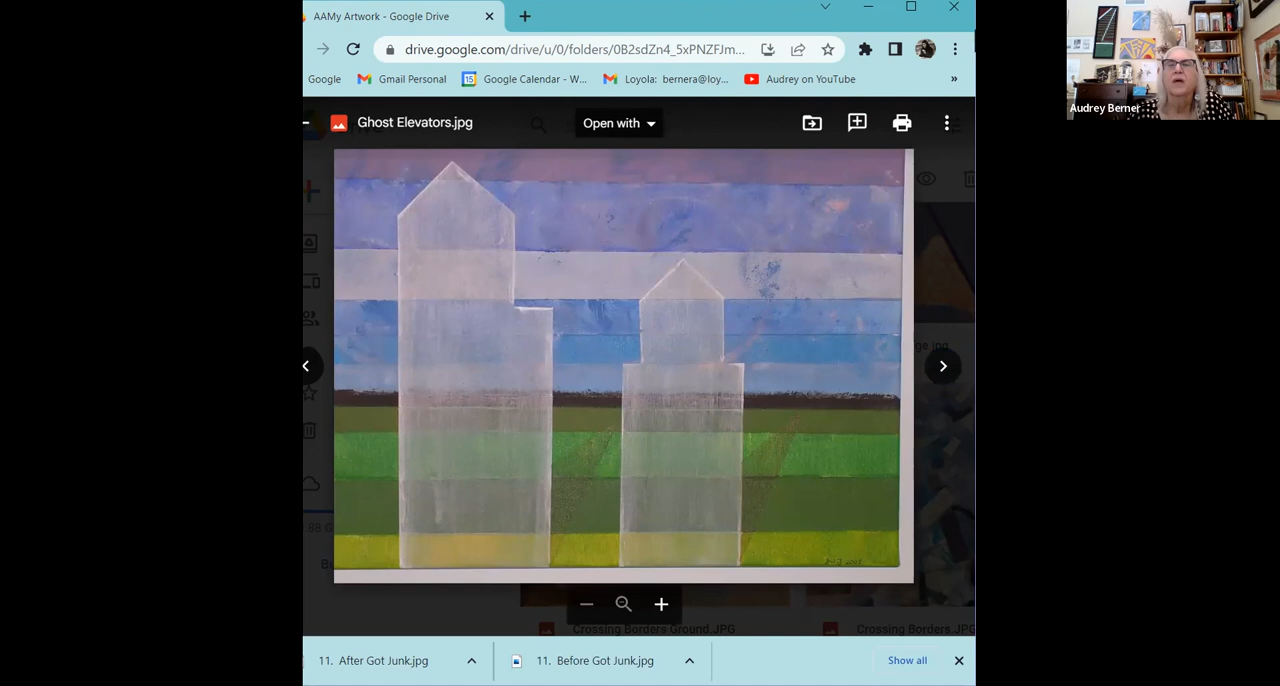 AAMy Artwork - Google Drive
drive.google.com/drive/u/0/folders/0B2sdZn4_5xPNZFJm...
Google Gmail Personal Google Calendar - W... Loyola: bernera@loy... Audrey on YouTube »
Audrey Berner
Ghost Elevators.jpg Open with
ge.jpg
Crossing Borders Ground.JPG Crossing Borders.JPG
11. After Got Junk.jpg 11. Before Got Junk.jpg Show all